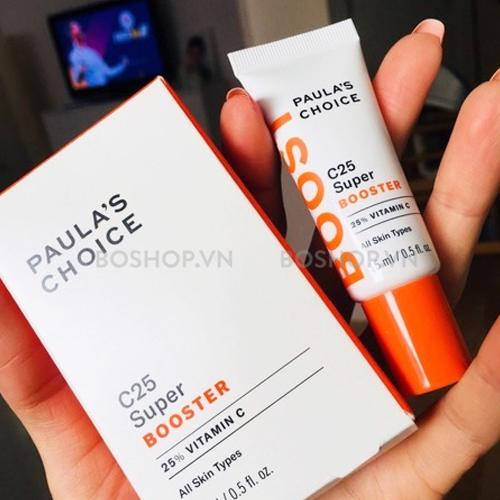 PAULA'S
CHOICE
C25
Super
BOOSTER
25% VITAMIN C
All Skin Types
/ 0.5 fl. oz.
PAULA'S
CHOICE
BOOST
C25
Super
BOOSTER
25% VITAMIN C
All Skin Types
15 ml / 0.5 fl. oz.
BOSHOP.VN
BOSHOP.VN